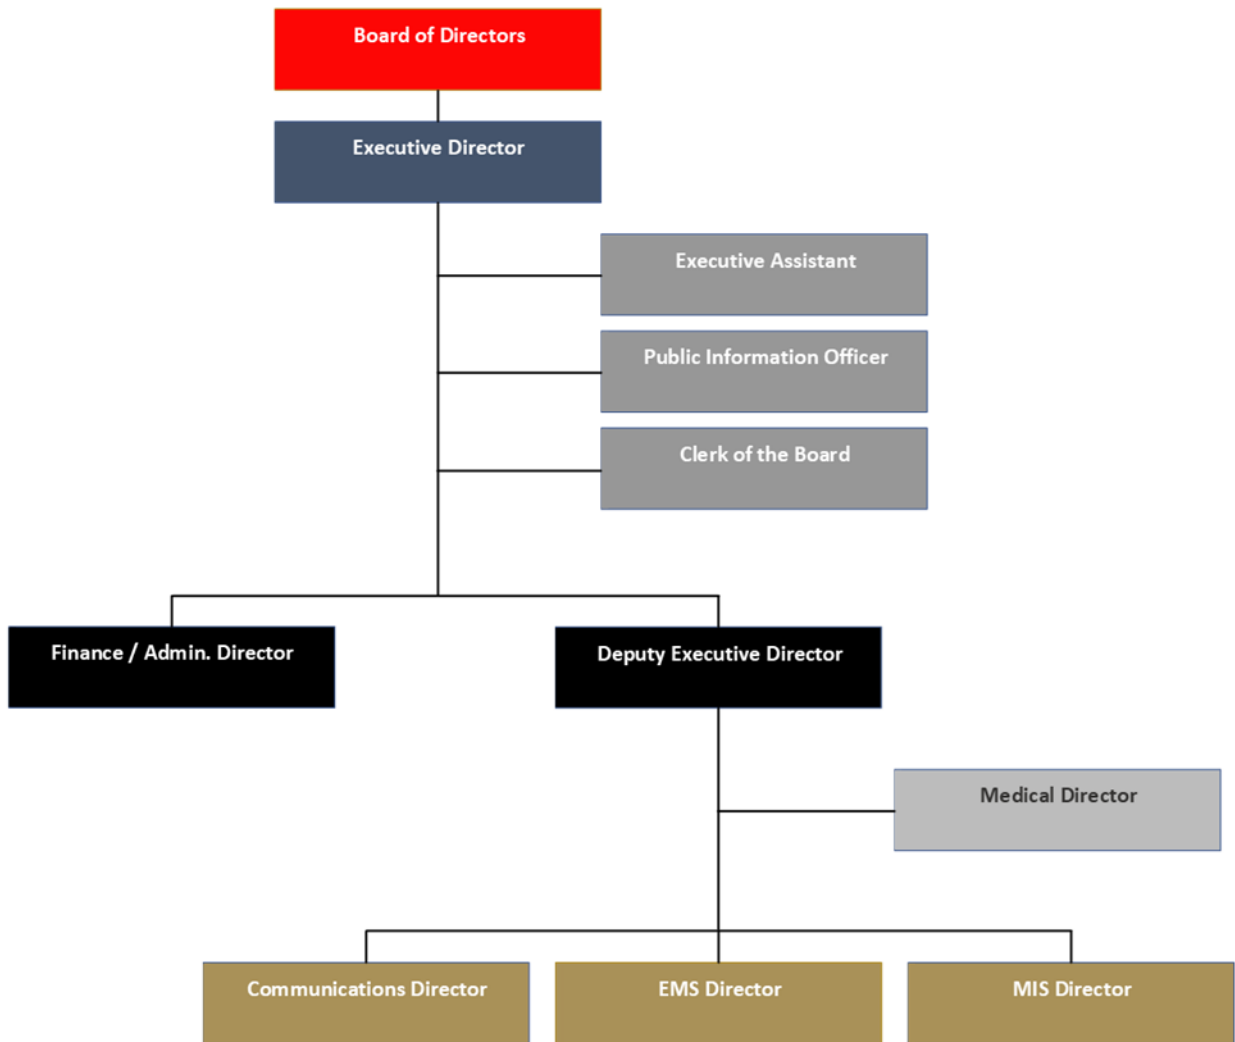 Board of Directors
Executive Director
Executive Assistant
Public Information Officer
Clerk of the Board
Finance / Admin. Director
Deputy Executive Director
Medical Director
Communications Director
EMS Director
MIS Director